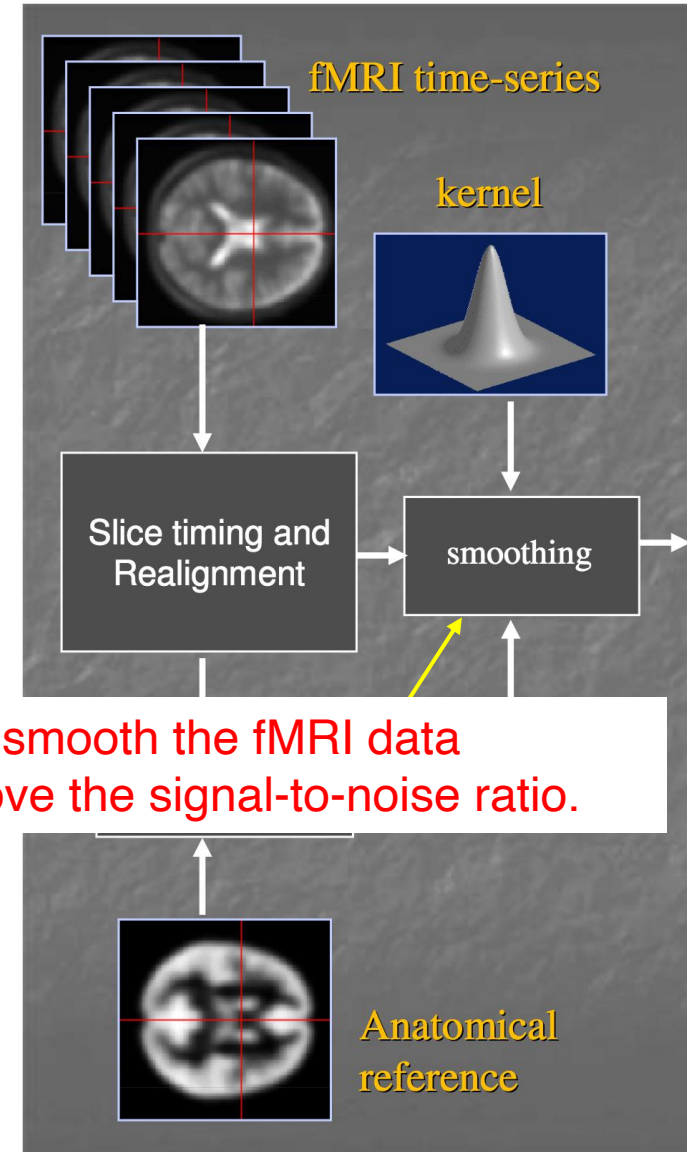 fMRI time-series
kernel
Slice timing and
Realignment
smoothing
smooth the fMRI data
the signal-to-noise ratio.
Anatomical
reference